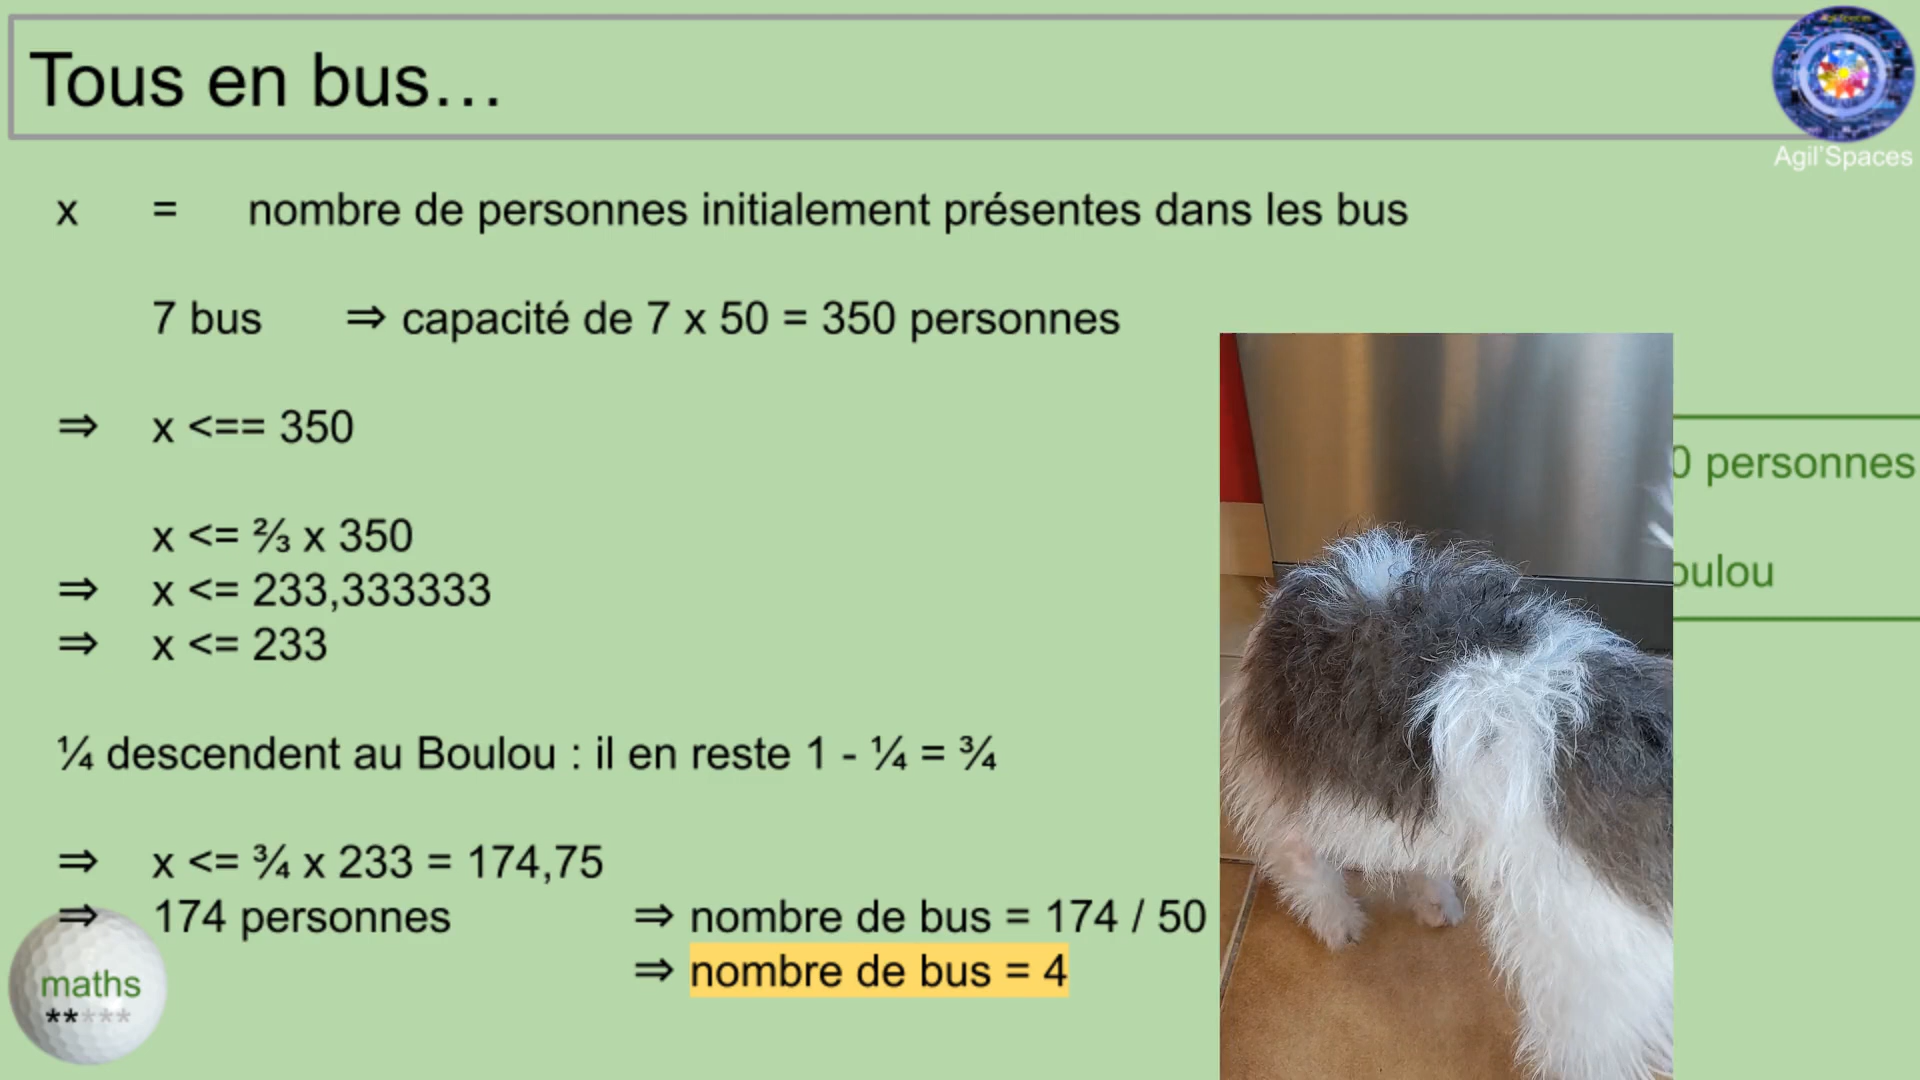 Tous en bus…
Agil'Spaces
x = nombre de personnes initialement présentes dans les bus
7 bus ⇒ capacité de 7 x 50 = 350 personnes
⇒ x <== 350
0 personnes
x <= ⅔ x 350
oulou
⇒ x <= 233,333333
⇒ x <= 233
¼ descendent au Boulou : il en reste 1 - ¼ = ¾
⇒ x <= ¾ x 233 = 174,75
⇒ 174 personnes ⇒ nombre de bus = 174 / 50
⇒ nombre de bus = 4
maths
*****